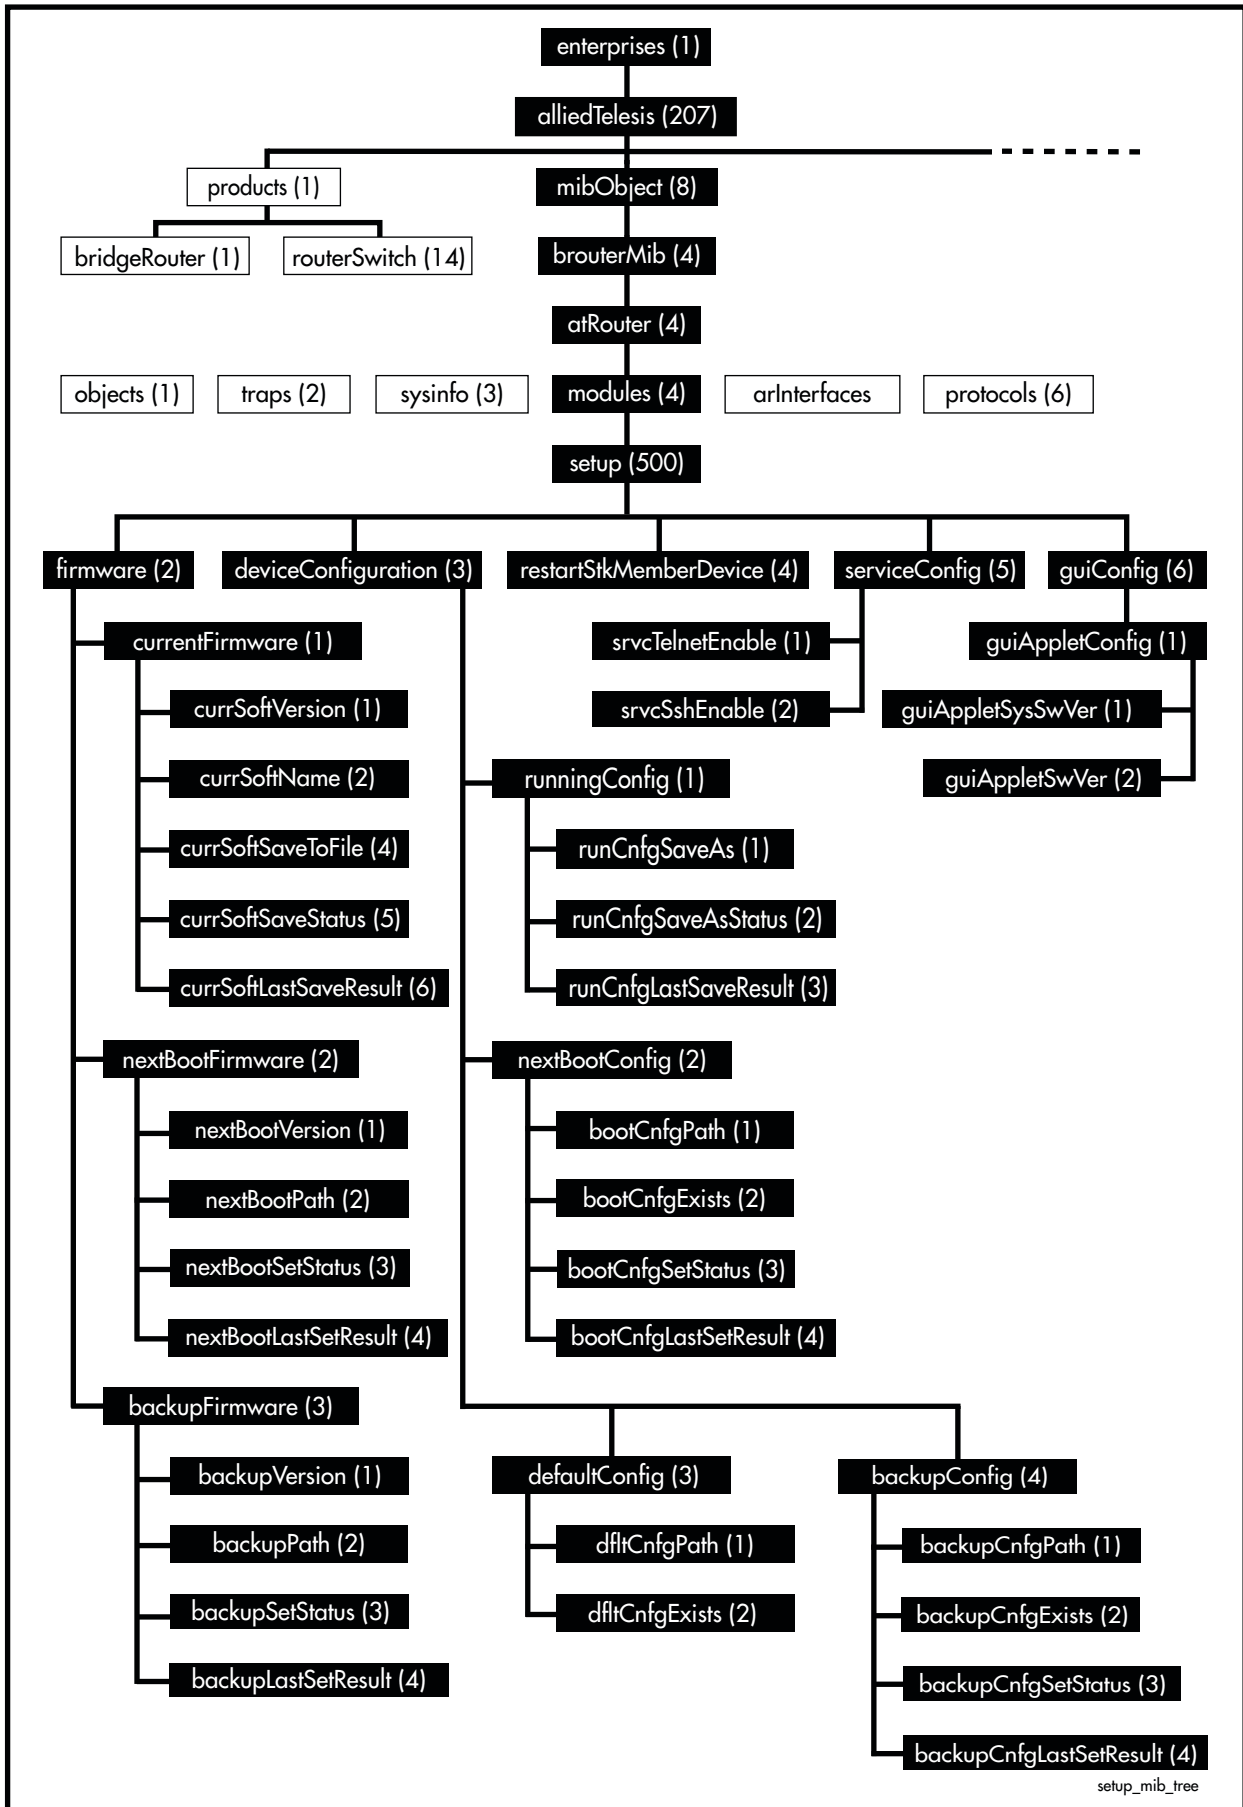 enterprises (1)
alliedTelesis (207)
products (1)
mibObject (8)
bridgeRouter (1)
routerSwitch (14)
brouterMib (4)
atRouter (4)
objects (1)
traps (2)
sysinfo (3)
modules (4)
arInterfaces
protocols (6)
setup (500)
firmware (2)
deviceConfiguration (3)
restartStkMemberDevice (4)
serviceConfig (5)
guiConfig (6)
currentFirmware (1)
srvcTelnetEnable (1)
guiAppletConfig (1)
currSoftVersion (1)
srvcSshEnable (2)
guiAppletSysSwVer (1)
currSoftName (2)
runningConfig (1)
guiAppletSwVer (2)
currSoftSaveToFile (4)
runCnfgSaveAs (1)
currSoftSaveStatus (5)
runCnfgSaveAsStatus (2)
currSoftLastSaveResult (6)
runCnfgLastSaveResult (3)
nextBootFirmware (2)
nextBootConfig (2)
nextBootVersion (1)
bootCnfgPath (1)
nextBootPath (2)
bootCnfgExists (2)
nextBootSetStatus (3)
bootCnfgSetStatus (3)
nextBootLastSetResult (4)
bootCnfgLastSetResult (4)
backupFirmware (3)
backupVersion (1)
defaultConfig (3)
backupConfig (4)
backupPath (2)
dfltCnfgPath (1)
backupCnfgPath (1)
backupSetStatus (3)
dfltCnfgExists (2)
backupCnfgExists (2)
backupLastSetResult (4)
backupCnfgSetStatus (3)
backupCnfgLastSetResult (4)
setup_mib_tree